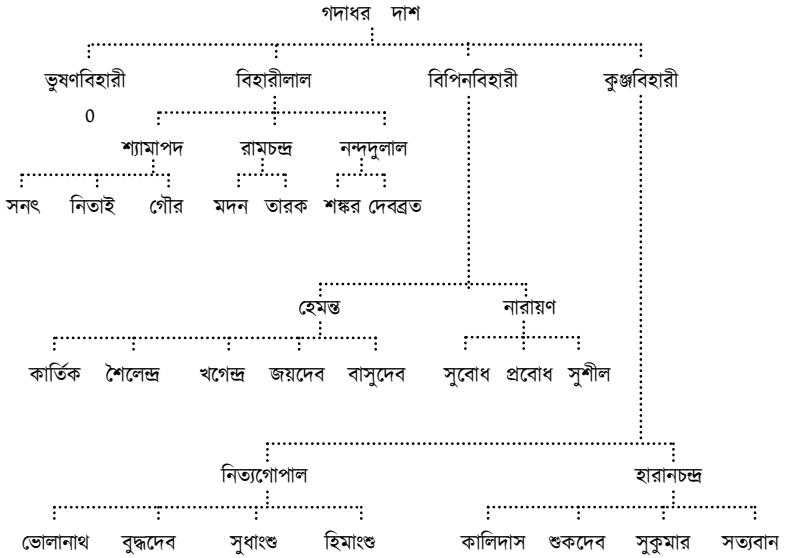 গদাধর দাশ
ভুষণবিহারী বিহারীলাল বিপিনবিহারী কুঞ্জবিহারী
0
শ্যামাপদ রামচন্দ্র নন্দদুলাল
সনৎ নিতাই গৌর মদন তারক শঙ্কর দেবব্রত
হেমন্ত নারায়ণ
কার্তিক শৈলেন্দ্র খগেন্দ্র জয়দেব বাসুদেব সুবোধ প্রবোধ সুশীল
নিত্যগোপাল হারানচন্দ্র
ভোলানাথ বুদ্ধদেব সুধাংশু হিমাংশু কালিদাস শুকদেব সুকুমার সত্যবান